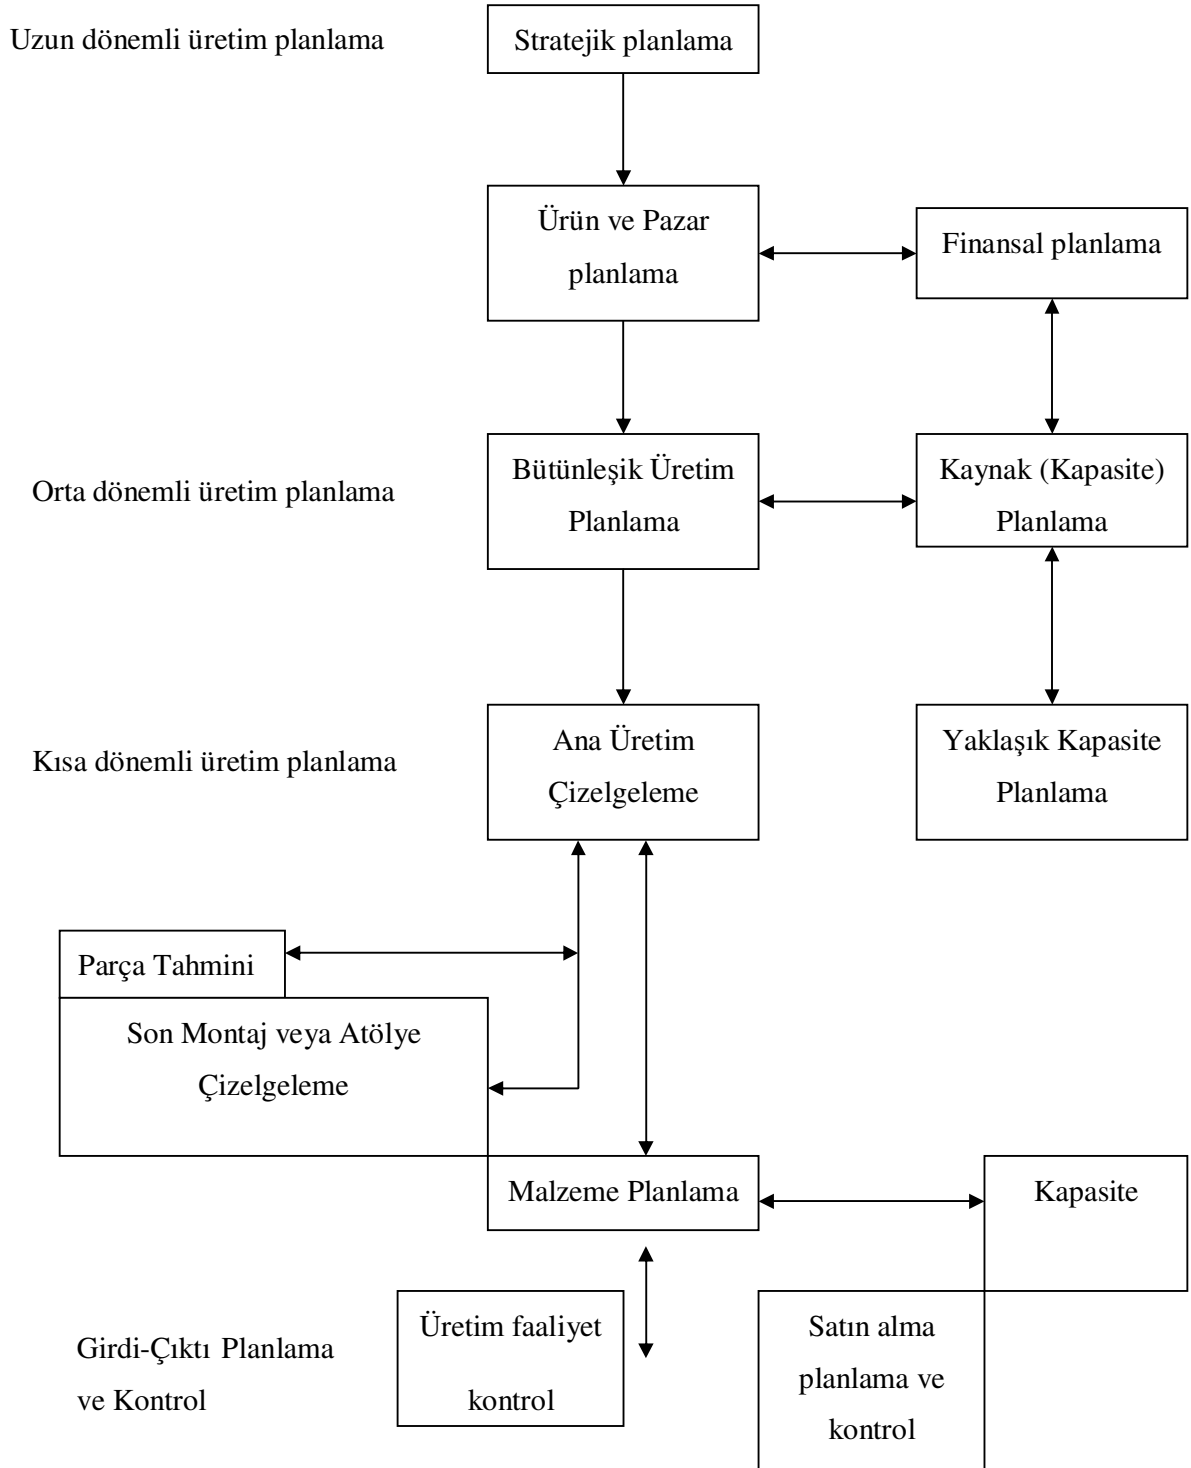 Uzun dönemli üretim planlama
Stratejik planlama
Ürün ve Pazar
planlama
Finansal planlama
Orta dönemli üretim planlama
Bütünleşik Üretim
Planlama
Kaynak (Kapasite)
Planlama
Kısa dönemli üretim planlama
Ana Üretim
Çizelgeleme
Yaklaşık Kapasite
Planlama
Parça Tahmini
Son Montaj veya Atölye
Çizelgeleme
Malzeme Planlama
Kapasite
Girdi-Çıktı Planlama
ve Kontrol
Üretim faaliyet
kontrol
Satın alma
planlama ve
kontrol